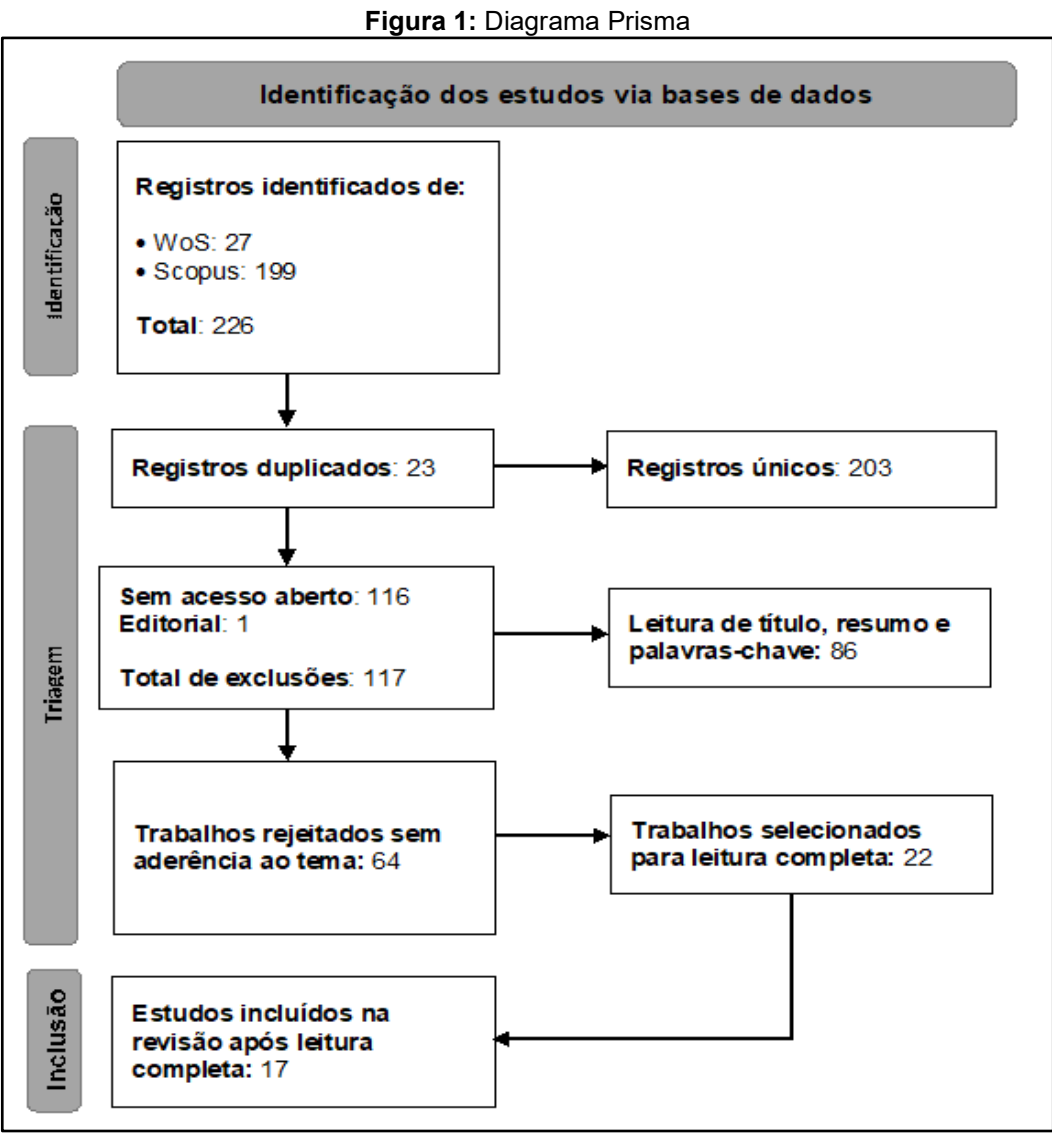 Figura 1: Diagrama Prisma
Identificação dos estudos via bases de dados
Identificação
Registros identificados de:
• WoS: 27
• Scopus: 199
Total: 226
Triagem
Registros duplicados: 23
Registros únicos: 203
Sem acesso aberto: 116
Editorial: 1
Total de exclusões: 117
Leitura de título, resumo e
palavras-chave: 86
Trabalhos rejeitados sem
aderência ao tema: 64
Trabalhos selecionados
para leitura completa: 22
Inclusão
Estudos incluídos na
revisão após leitura
completa: 17